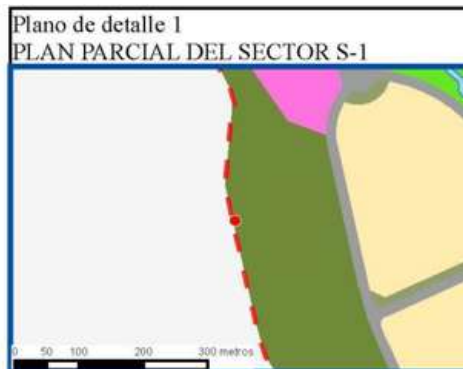 Plano de detalle 1
PLAN PARCIAL DEL SECTOR S-1
0 50 100 200 300 metros